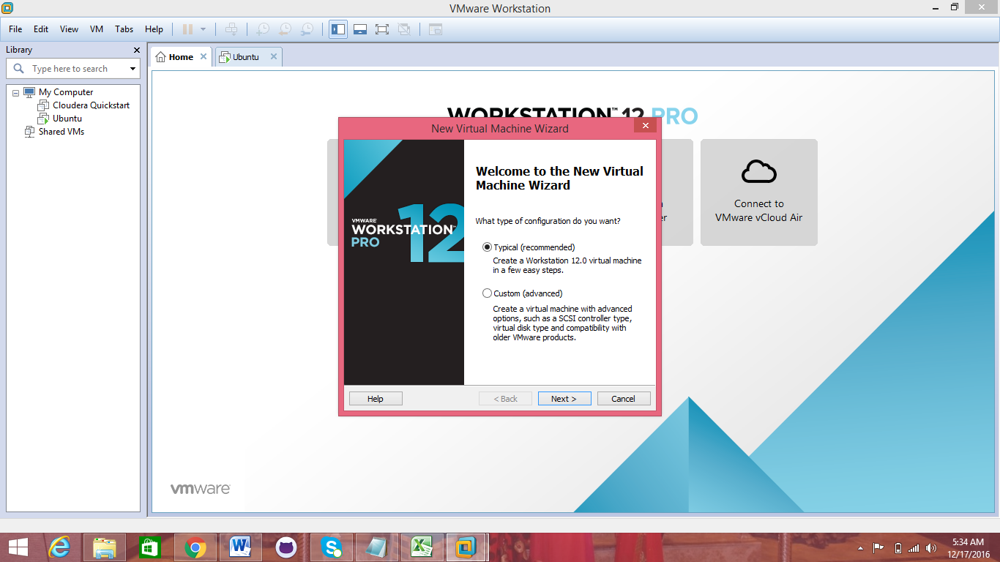 VMware Workstation
File Edit View VM Tabs Help
Library
Type here to search
Home
Ubuntu
My Computer
Cloudera Quickstart
Ubuntu
Shared VMs
WORKSTATION™ 12 PRO
New Virtual Machine Wizard
VMWARE
WORKSTATION™
PRO 12
Welcome to the New Virtual
Machine Wizard
What type of configuration do you want?
Typical (recommended)
Create a Workstation 12.0 virtual machine
in a few easy steps.
Custom (advanced)
Create a virtual machine with advanced
options, such as a SCSI controller type,
virtual disk type and compatibility with
older VMware products.
Help < Back Next > Cancel
er
Connect to
VMware vCloud Air
vmware
5:34 AM
12/17/2016